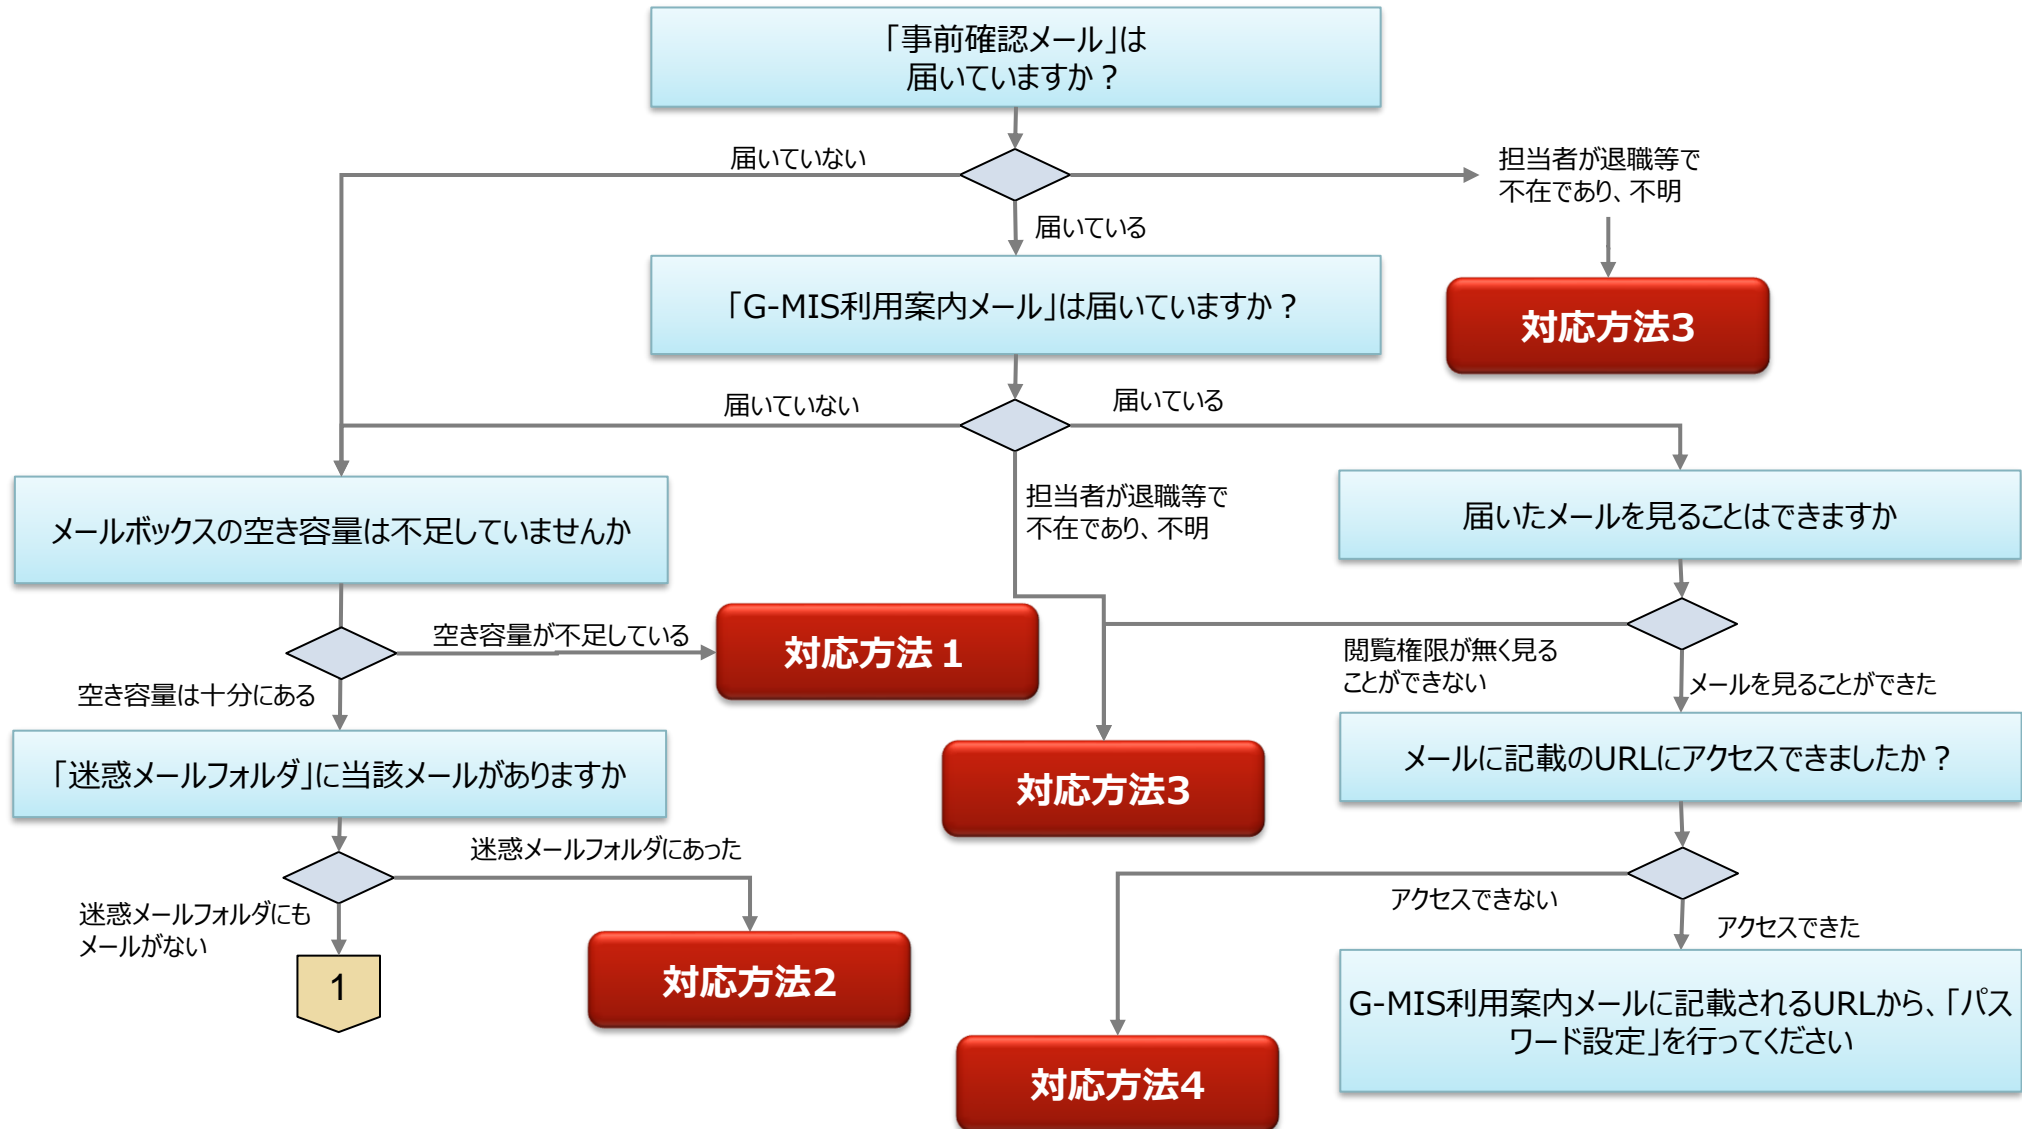 「事前確認メール」は
届いていますか？
届いていない
担当者が退職等で
不在であり、不明
届いている
「G-MIS利用案内メール」は届いていますか？
対応方法3
届いていない
届いている
メールボックスの空き容量は不足していませんか
担当者が退職等で
不在であり、不明
届いたメールを見ることはできますか
空き容量が不足している
対応方法１
閲覧権限が無く見る
ことができない
メールを見ることができた
空き容量は十分にある
「迷惑メールフォルダ」に当該メールがありますか
対応方法3
メールに記載のURLにアクセスできましたか？
迷惑メールフォルダにあった
迷惑メールフォルダにも
メールがない
アクセスできない
アクセスできた
1
対応方法2
G-MIS利用案内メールに記載されるURLから、「パス
ワード設定」を行ってください
対応方法4